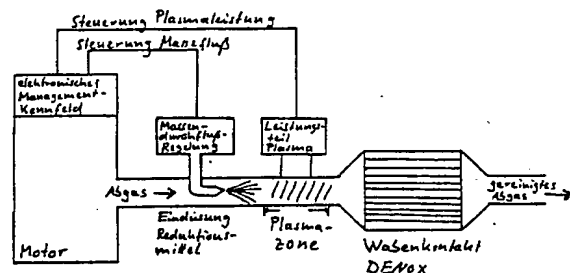 Steuerung Plasmaleistung
Steuerung Mengefluß
elektronisches
Management-
Kennfeld
Massen-
durchfluß-
Regelung
Leistungs-
teil
Plasma
Abgas
gereinigtes
Abgas
Eindüsung
Reduktions-
mittel
Plasma-
zone
Wabenkontakt
DENOX
Motor